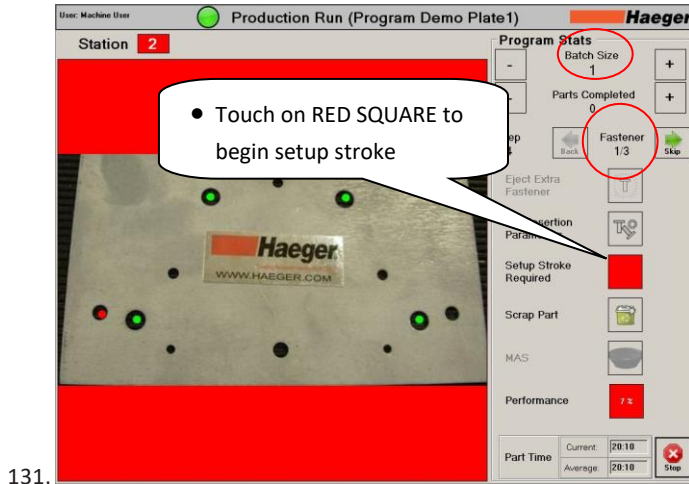 User: Machine User
Production Run (Program Demo Plate1)
Haeger
Station 2
Program Stats
Batch Size
- 1 +
Parts Completed
- 0 +
Back
Fastener
1/3
Skip
Eject Extra
Fastener
Setup Stroke
Required
Scrap Part
MAS
Performance
7 %
Part Time
Current: 20:10
Average: 20:10
Stop
• Touch on RED SQUARE to
begin setup stroke
Haeger
WWW.HAEGER.COM
131.